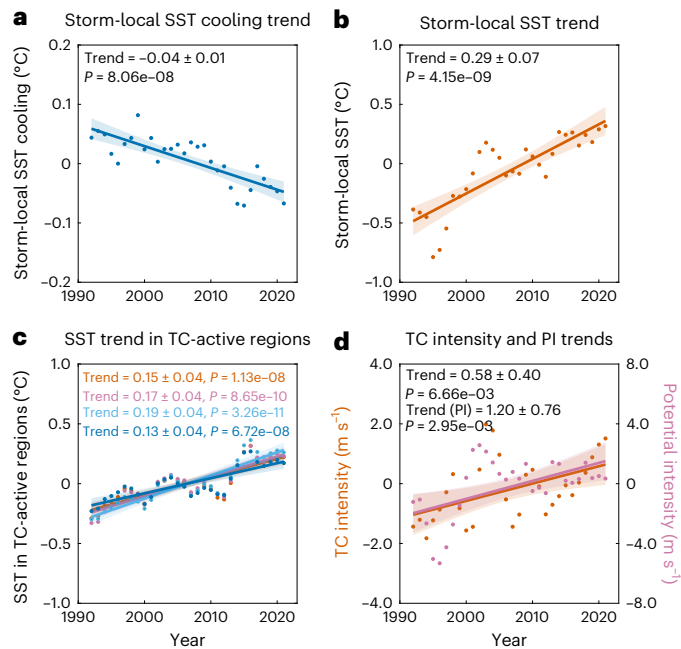 a Storm-local SST cooling trend
Storm-local SST cooling (°C)
0.2
0.1
0
−0.1
−0.2
Trend = −0.04 ± 0.01
P = 8.06e−08
1990 2000 2010 2020
b Storm-local SST trend
Storm-local SST (°C)
1.0
0.5
0
−0.5
−1.0
Trend = 0.29 ± 0.07
P = 4.15e−09
1990 2000 2010 2020
c SST trend in TC-active regions
SST in TC-active regions (°C)
1.0
0.5
0
−0.5
−1.0
Trend = 0.15 ± 0.04, P = 1.13e−08
Trend = 0.17 ± 0.04, P = 8.65e−10
Trend = 0.19 ± 0.04, P = 3.26e−11
Trend = 0.13 ± 0.04, P = 6.72e−08
1990 2000 2010 2020
Year
d TC intensity and PI trends
TC intensity (m s⁻¹)
4.0
2.0
0
−2.0
−4.0
Trend = 0.58 ± 0.40
P = 6.66e−03
Trend (PI) = 1.20 ± 0.76
P = 2.95e−03
8.0
4.0
0
−4.0
−8.0
Potential intensity (m s⁻¹)
1990 2000 2010 2020
Year